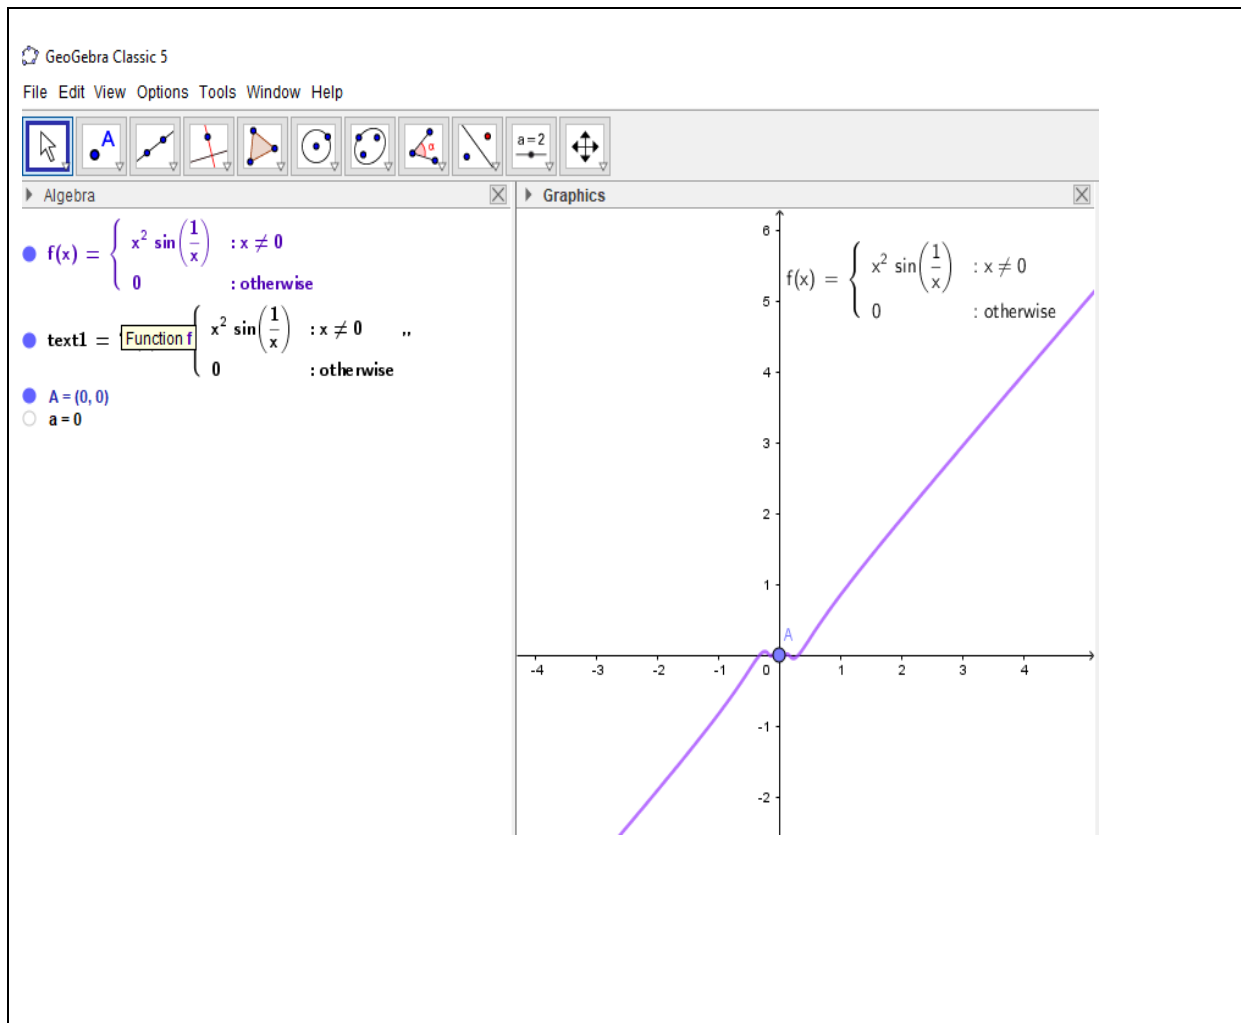 GeoGebra Classic 5
File Edit View Options Tools Window Help
A
α
a=2
Algebra
Graphics
f(x) = { x² sin(1/x) : x ≠ 0
0 : otherwise
text1 = { x² sin(1/x) : x ≠ 0 ”
0 : otherwise
Function f
A = (0, 0)
a = 0
f(x) = { x² sin(1/x) : x ≠ 0
0 : otherwise
6
5
4
3
2
1
A
-4 -3 -2 -1 0 1 2 3 4
-1
-2